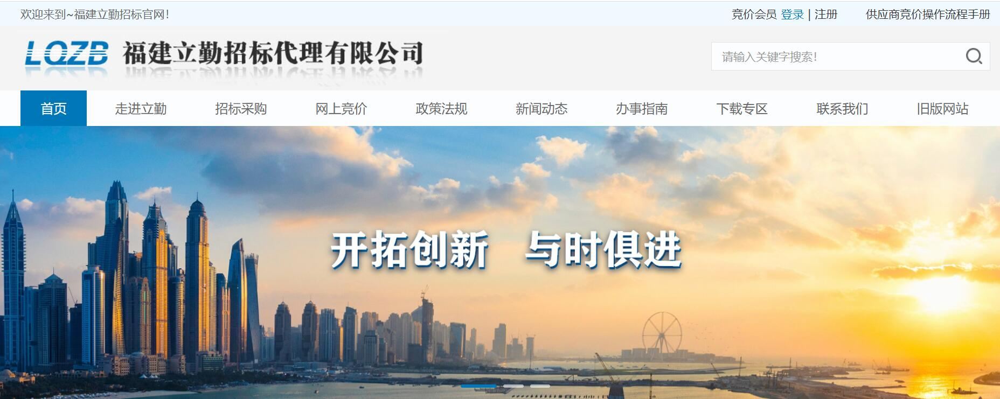 欢迎来到~福建立勤招标官网!
竞价会员 登录 | 注册 供应商竞价操作流程手册
LQZB 福建立勤招标代理有限公司
请输入关键字搜索!
首页 走进立勤 招标采购 网上竞价 政策法规 新闻动态 办事指南 下载专区 联系我们 旧版网站
开拓创新 与时俱进